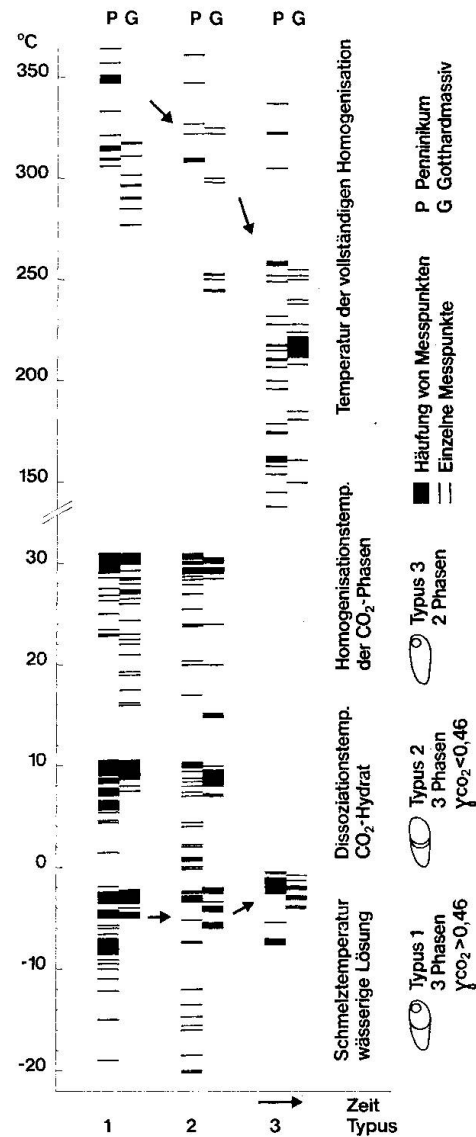 P G P G P G
°C
350
300
250
200
150
30
20
10
0
-10
-20
Temperatur der vollständigen Homogenisation
Homogenisationstemp.
der CO₂-Phasen
Dissoziationstemp.
CO₂-Hydrat
Schmelztemperatur
wässerige Lösung
P Penninikum
G Gotthardmassiv
Häufung von Messpunkten
Einzelne Messpunkte
Typus 3
2 Phasen
Typus 2
3 Phasen
γco₂<0,46
Typus 1
3 Phasen
γco₂>0,46
Zeit
1 2 3 Typus